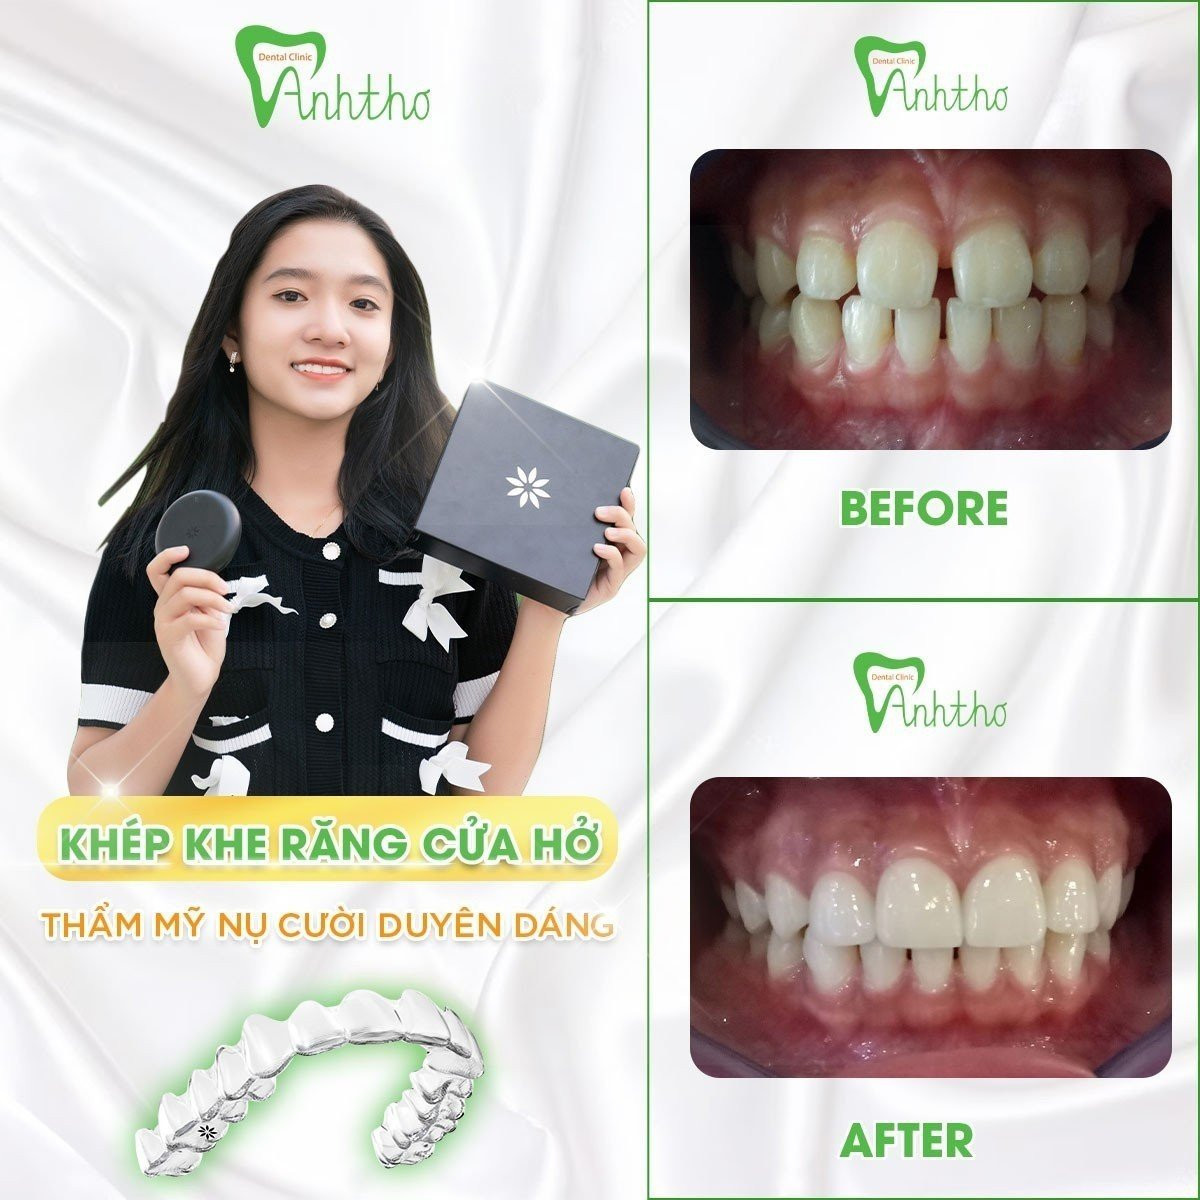 Dental Clinic
Anhthơ
KHÉP KHE RĂNG CỬA HỞ
THẨM MỸ NỤ CƯỜI DUYÊN DÁNG
Dental Clinic
Anhthơ
BEFORE
Dental Clinic
Anhthơ
AFTER